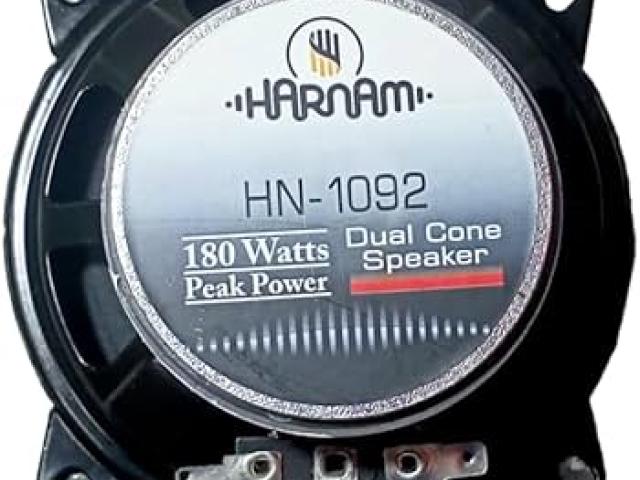 HARNAM
HN-1092
180 Watts
Peak Power
Dual Cone
Speaker